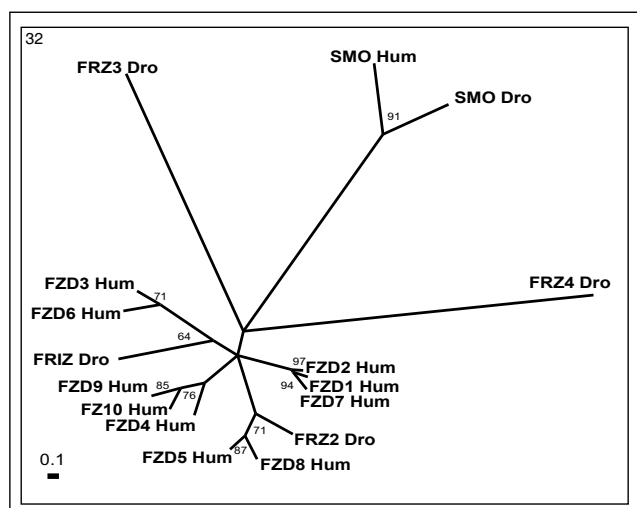 32
SMO Hum
FRZ3 Dro
SMO Dro
91
FRZ4 Dro
FZD3 Hum
71
FZD6 Hum
64
FRIZ Dro
97
FZD2 Hum
FZD9 Hum
85
94
FZD1 Hum
76
FZD7 Hum
FZ10 Hum
FZD4 Hum
71
FRZ2 Dro
87
FZD5 Hum
FZD8 Hum
0.1